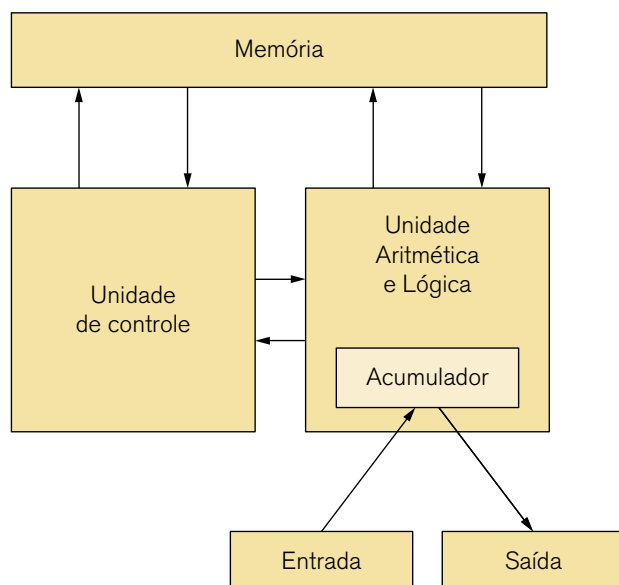 Memória
Unidade
de controle
Unidade
Aritmética
e Lógica
Acumulador
Entrada
Saída